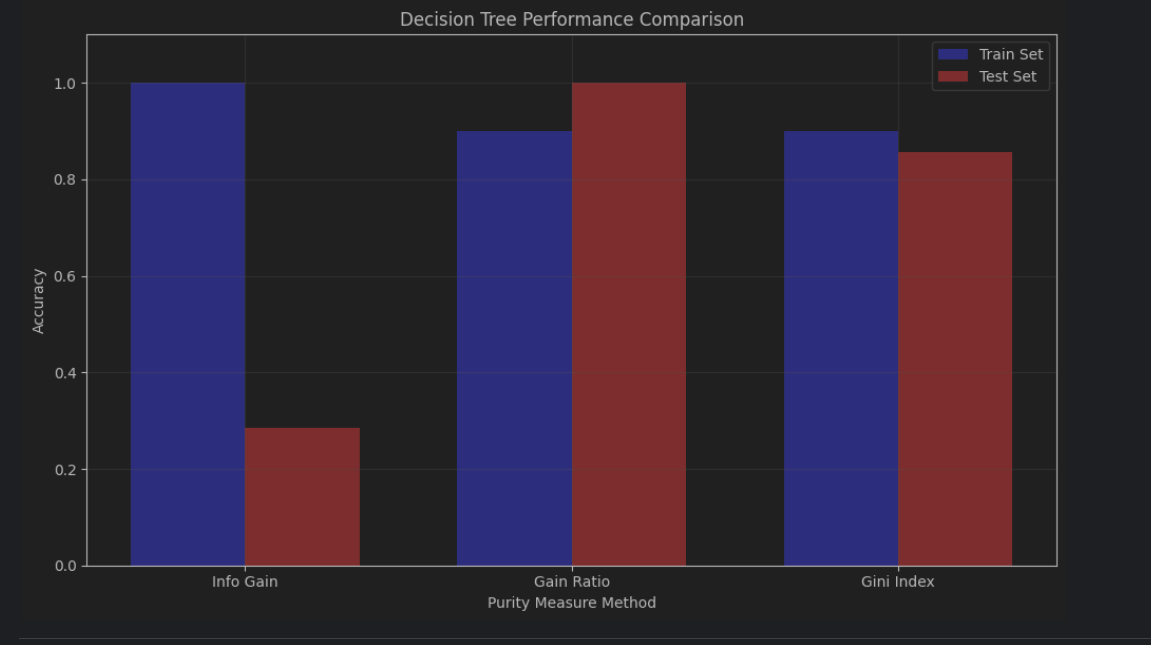 Decision Tree Performance Comparison
Train Set
Test Set
Accuracy
1.0
0.8
0.6
0.4
0.2
0.0
Info Gain
Gain Ratio
Gini Index
Purity Measure Method